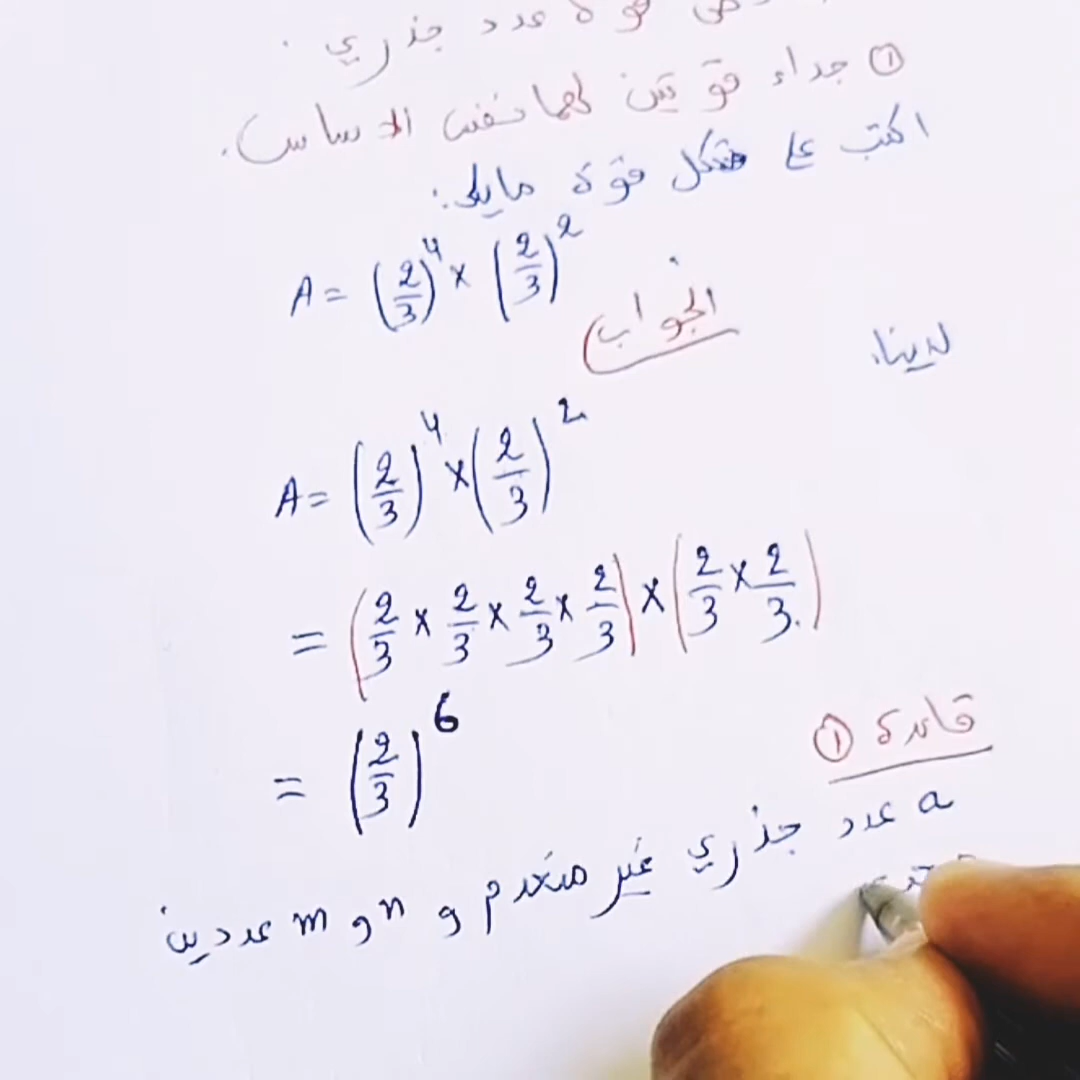 قوة عدد جذري .
① جداء قوتين لهما نفس الاساس .
اكتب على شكل قوة مايلي :
A = (2/3)^4 × (2/3)^2
الجواب
لدينا
A = (2/3)^4 × (2/3)^2
= (2/3 × 2/3 × 2/3 × 2/3) × (2/3 × 2/3)
= (2/3)^6
قاعدة ①
a عدد جذري غير منعدم و n و m عددين